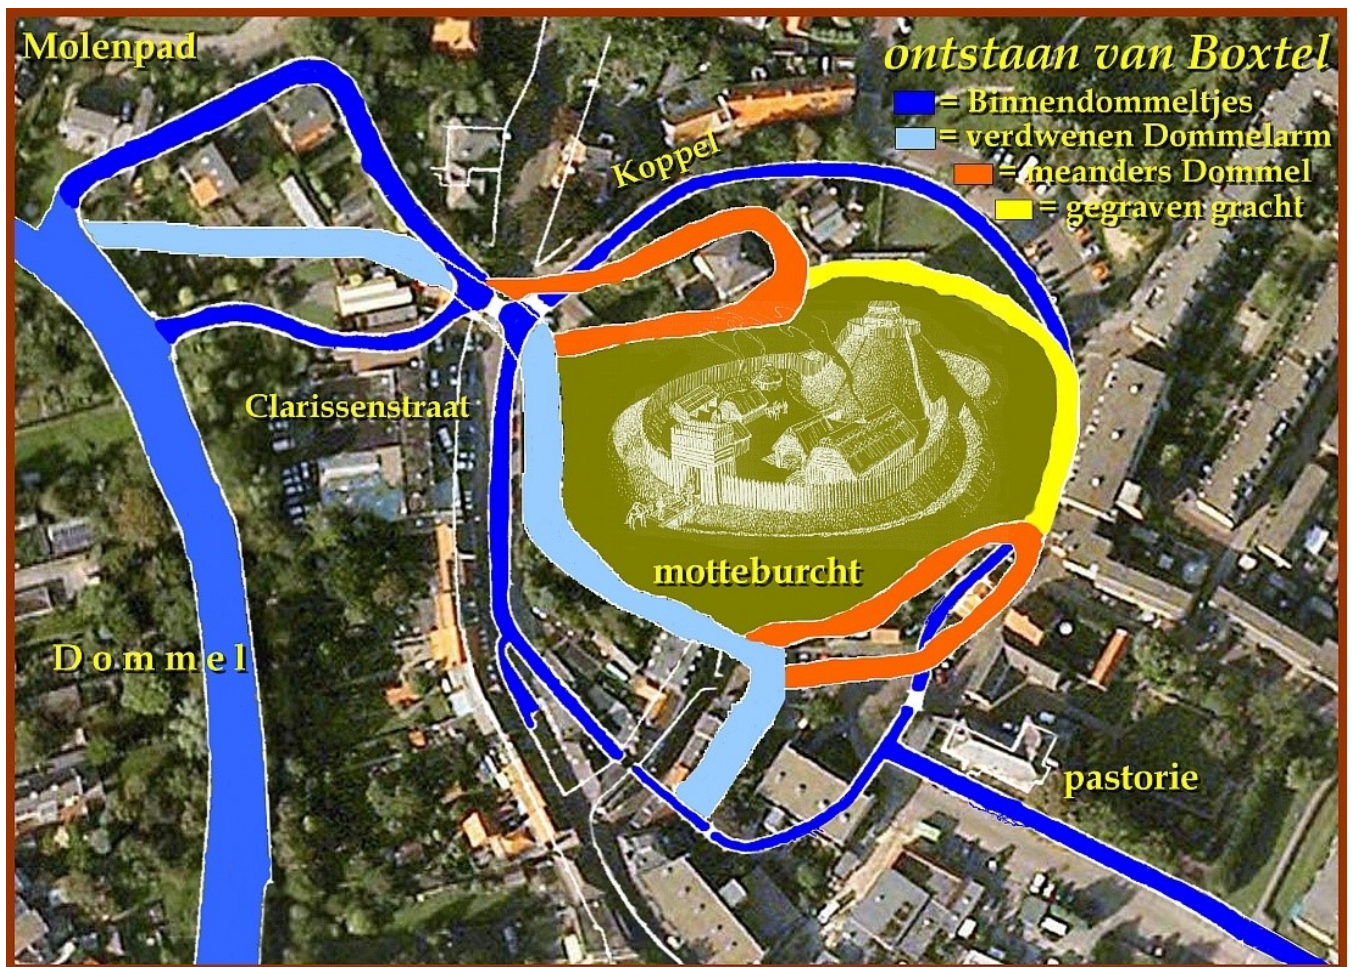 Molenpad
ontstaan van Boxtel
= Binnendommeltjes
= verdwenen Dommelarm
= meanders Dommel
= gegraven gracht
Koppel
Clarissenstraat
motteburcht
Dommel
pastorie